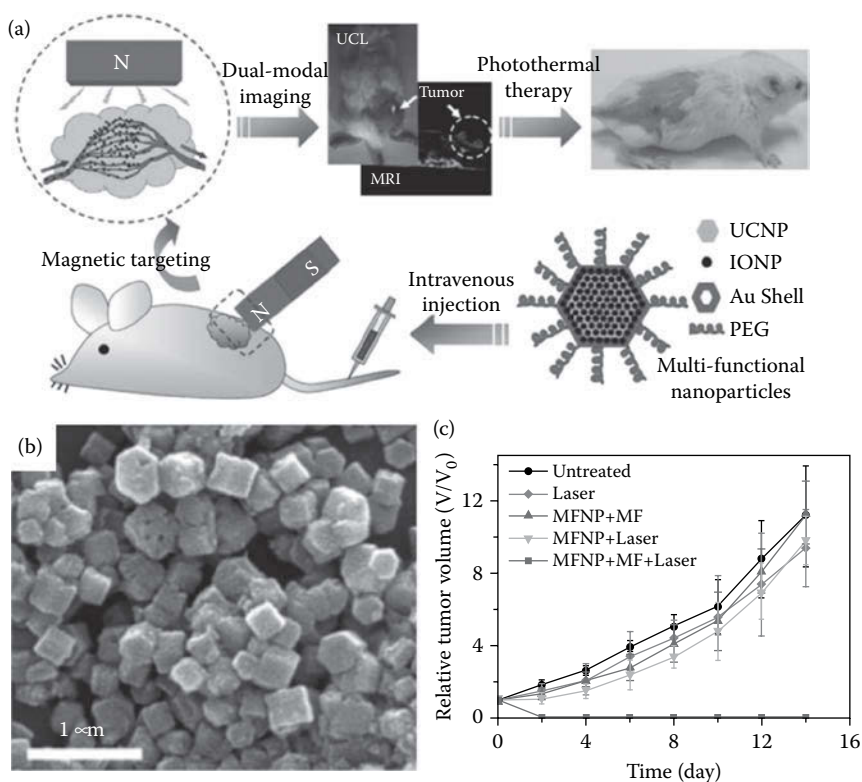 (a)
N
Dual-modal
imaging
UCL
Tumor
MRI
Photothermal
therapy
Magnetic targeting
N
S
Intravenous
injection
UCNP
IONP
Au Shell
PEG
Multi-functional
nanoparticles
(b)
1 ∝m
(c)
Relative tumor volume (V/V₀)
12
8
4
0
Untreated
Laser
MFNP+MF
MFNP+Laser
MFNP+MF+Laser
0
4
8
12
16
Time (day)